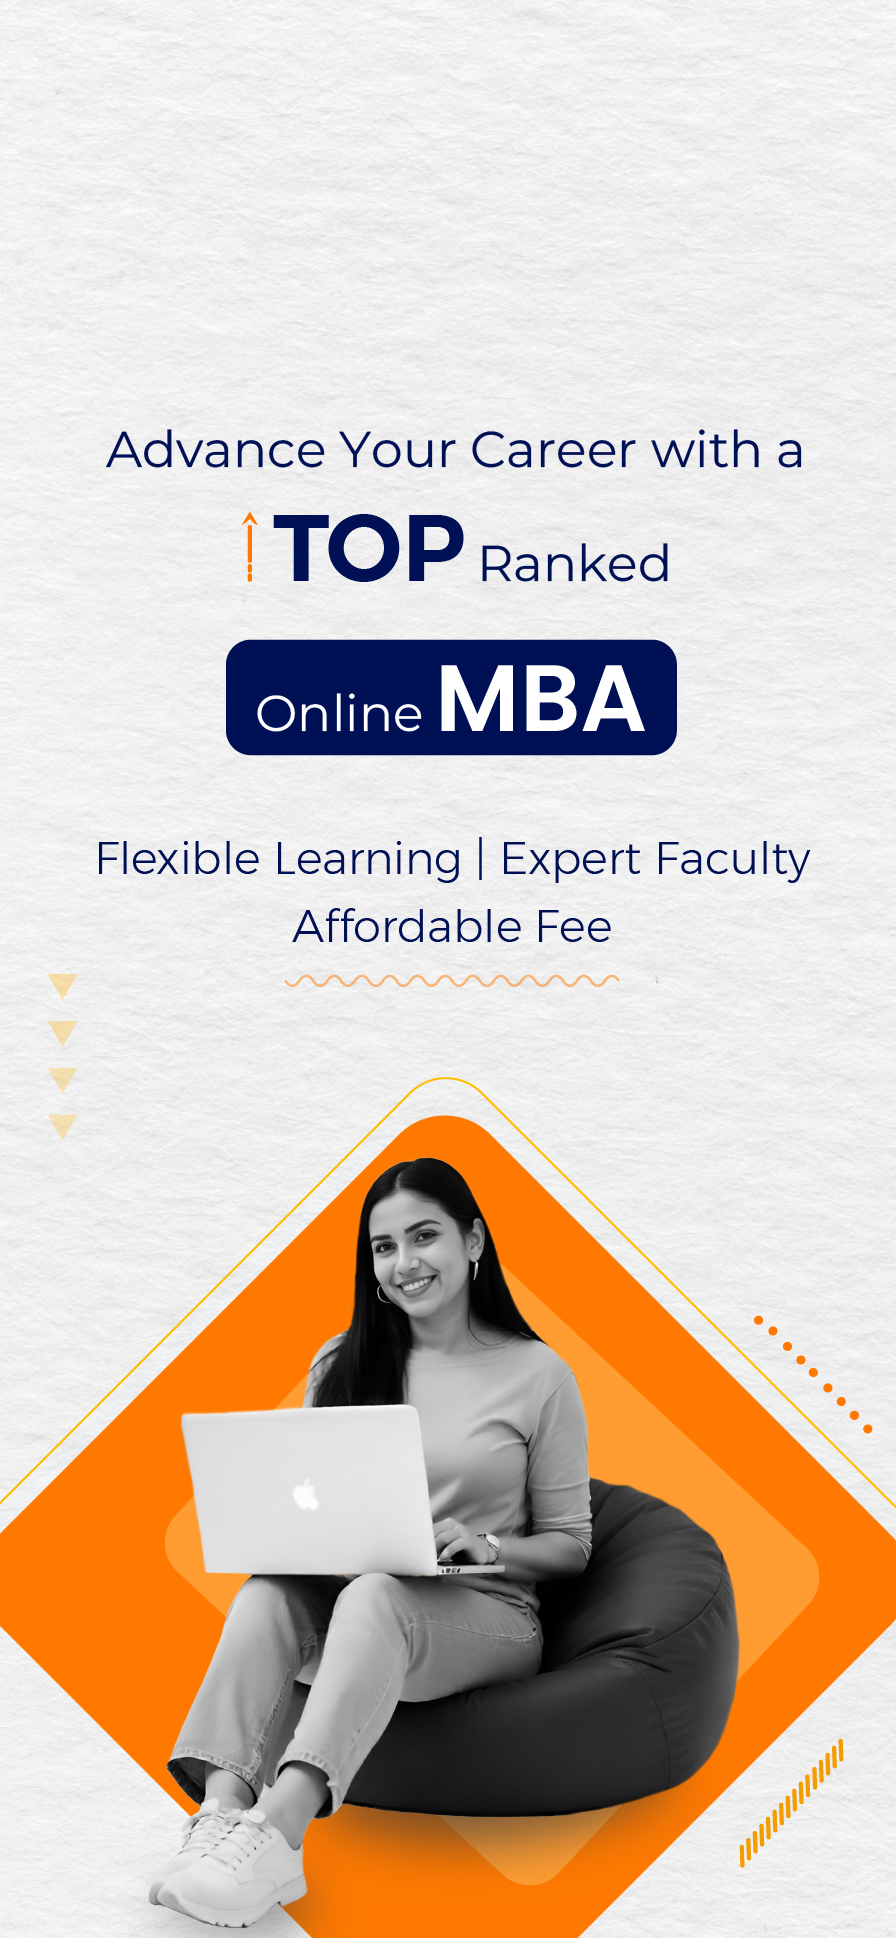 Advance Your Career with a
TOP Ranked
Online MBA
Flexible Learning | Expert Faculty
Affordable Fee